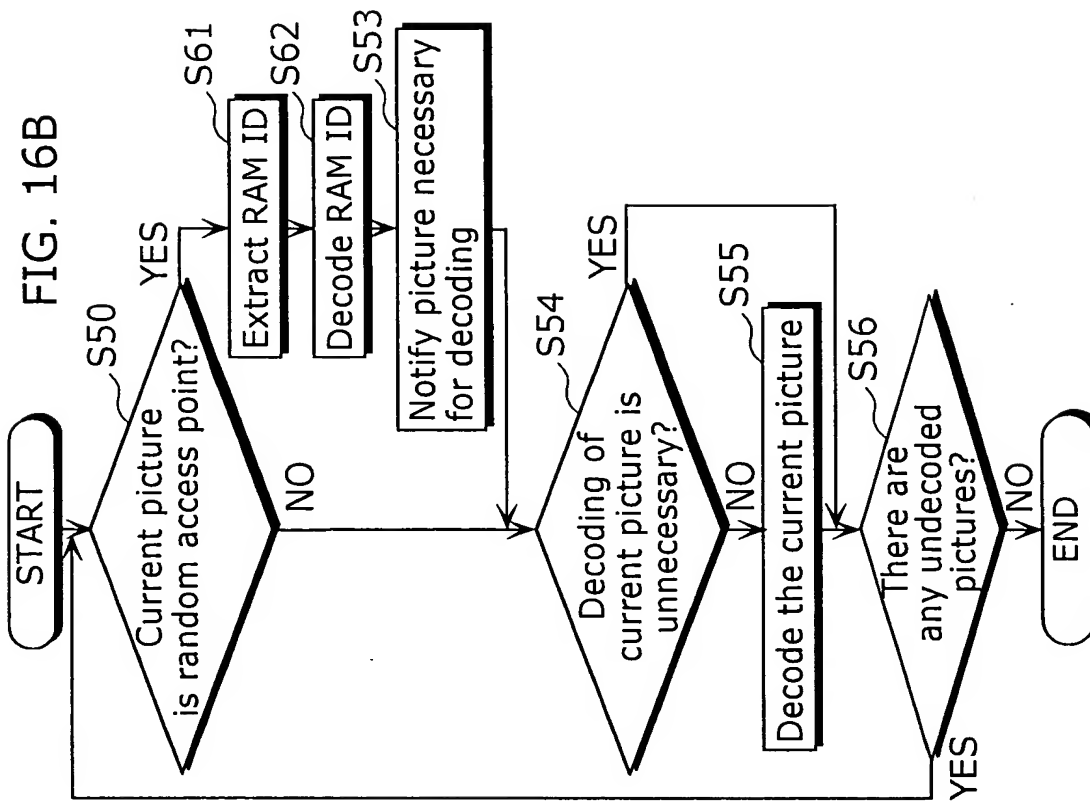 FIG. 16B
START
S50
Current picture
is random access point?
YES
S61
Extract RAM ID
S62
Decode RAM ID
S53
Notify picture necessary
for decoding
NO
S54
Decoding of
current picture is
unnecessary?
YES
NO
S55
Decode the current picture
S56
There are
any undecoded
pictures?
YES
NO
END